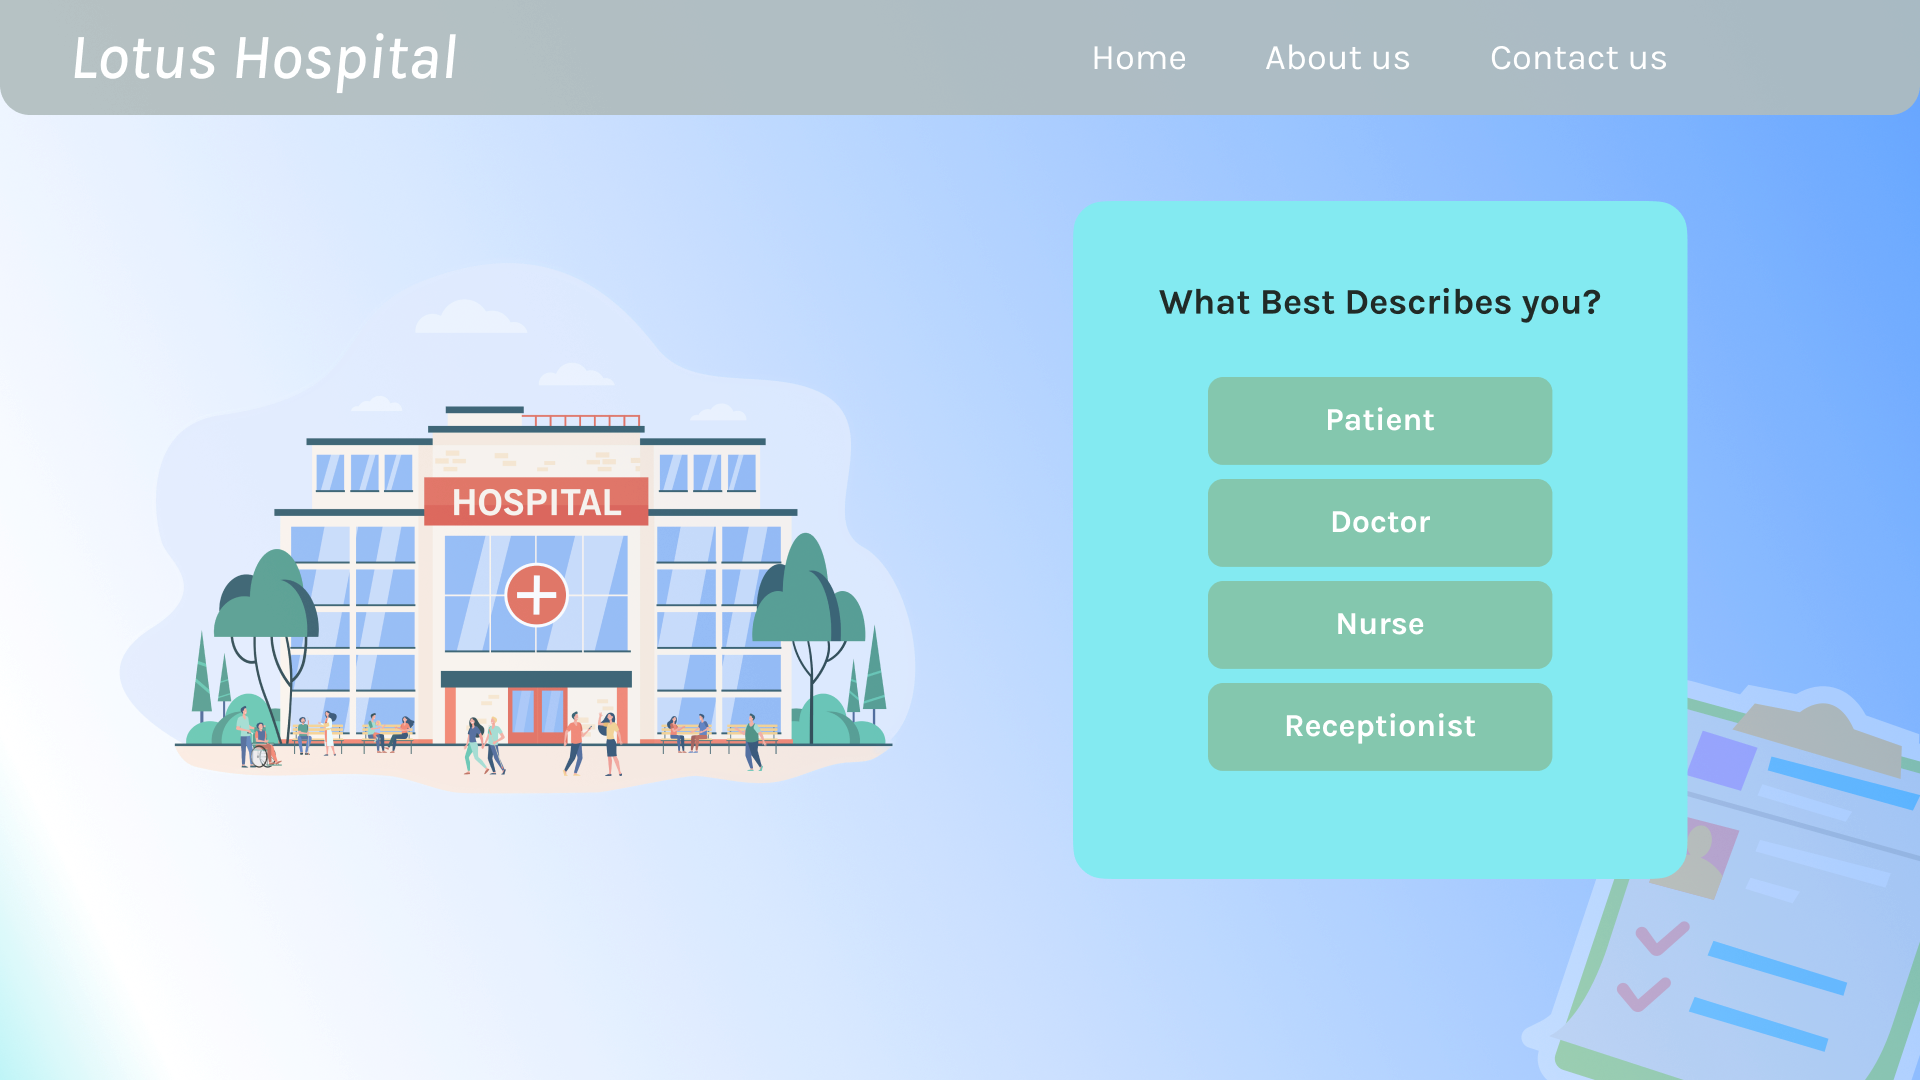 Lotus Hospital
Home
About us
Contact us
What Best Describes you?
HOSPITAL
Patient
Doctor
Nurse
Receptionist